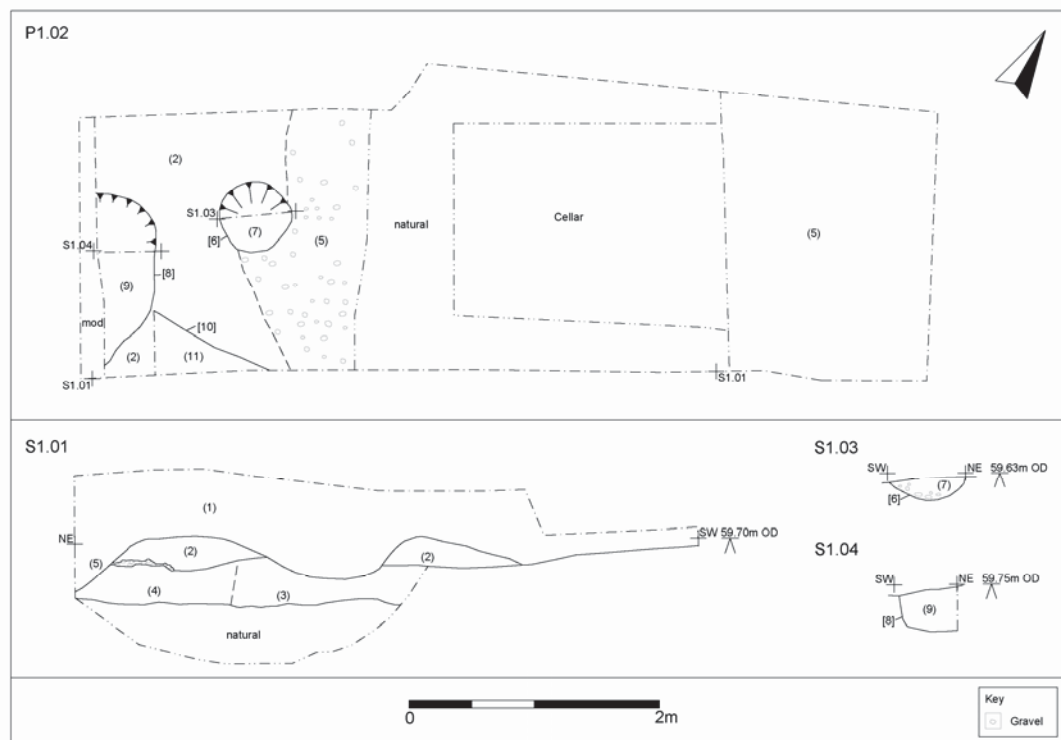 P1.02
(2)
S1.03
[6]
(7)
(5)
natural
Cellar
(5)
S1.04
[8]
(9)
mod
[10]
(2)
(11)
S1.01
S1.01
S1.01
(1)
NE
SW 59.70m OD
(2)
(2)
(5)
(4)
(3)
natural
S1.03
SW
NE 59.63m OD
(7)
[6]
S1.04
SW
NE 59.75m OD
(9)
[8]
0
2m
Key
Gravel